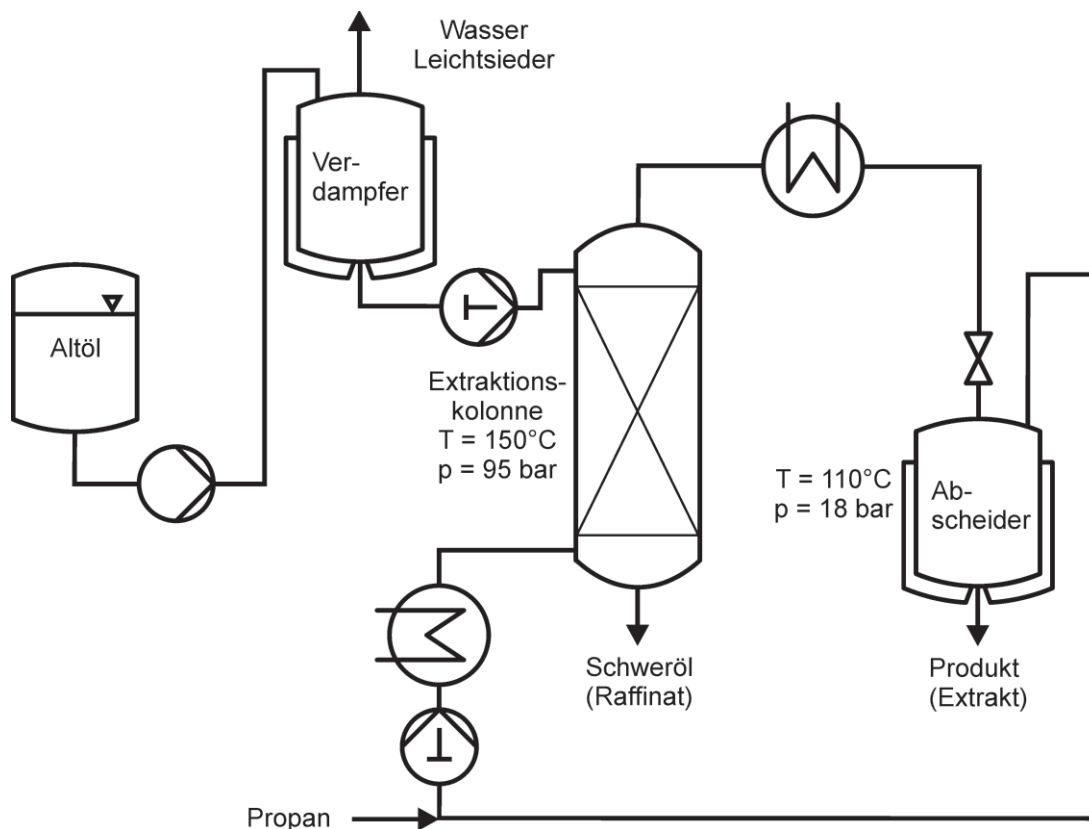 Wasser
Leichtsieder
Ver-
dampfer
Altöl
Extraktions-
kolonne
T = 150°C
p = 95 bar
T = 110°C
p = 18 bar
Ab-
scheider
Schweröl
(Raffinat)
Produkt
(Extrakt)
Propan